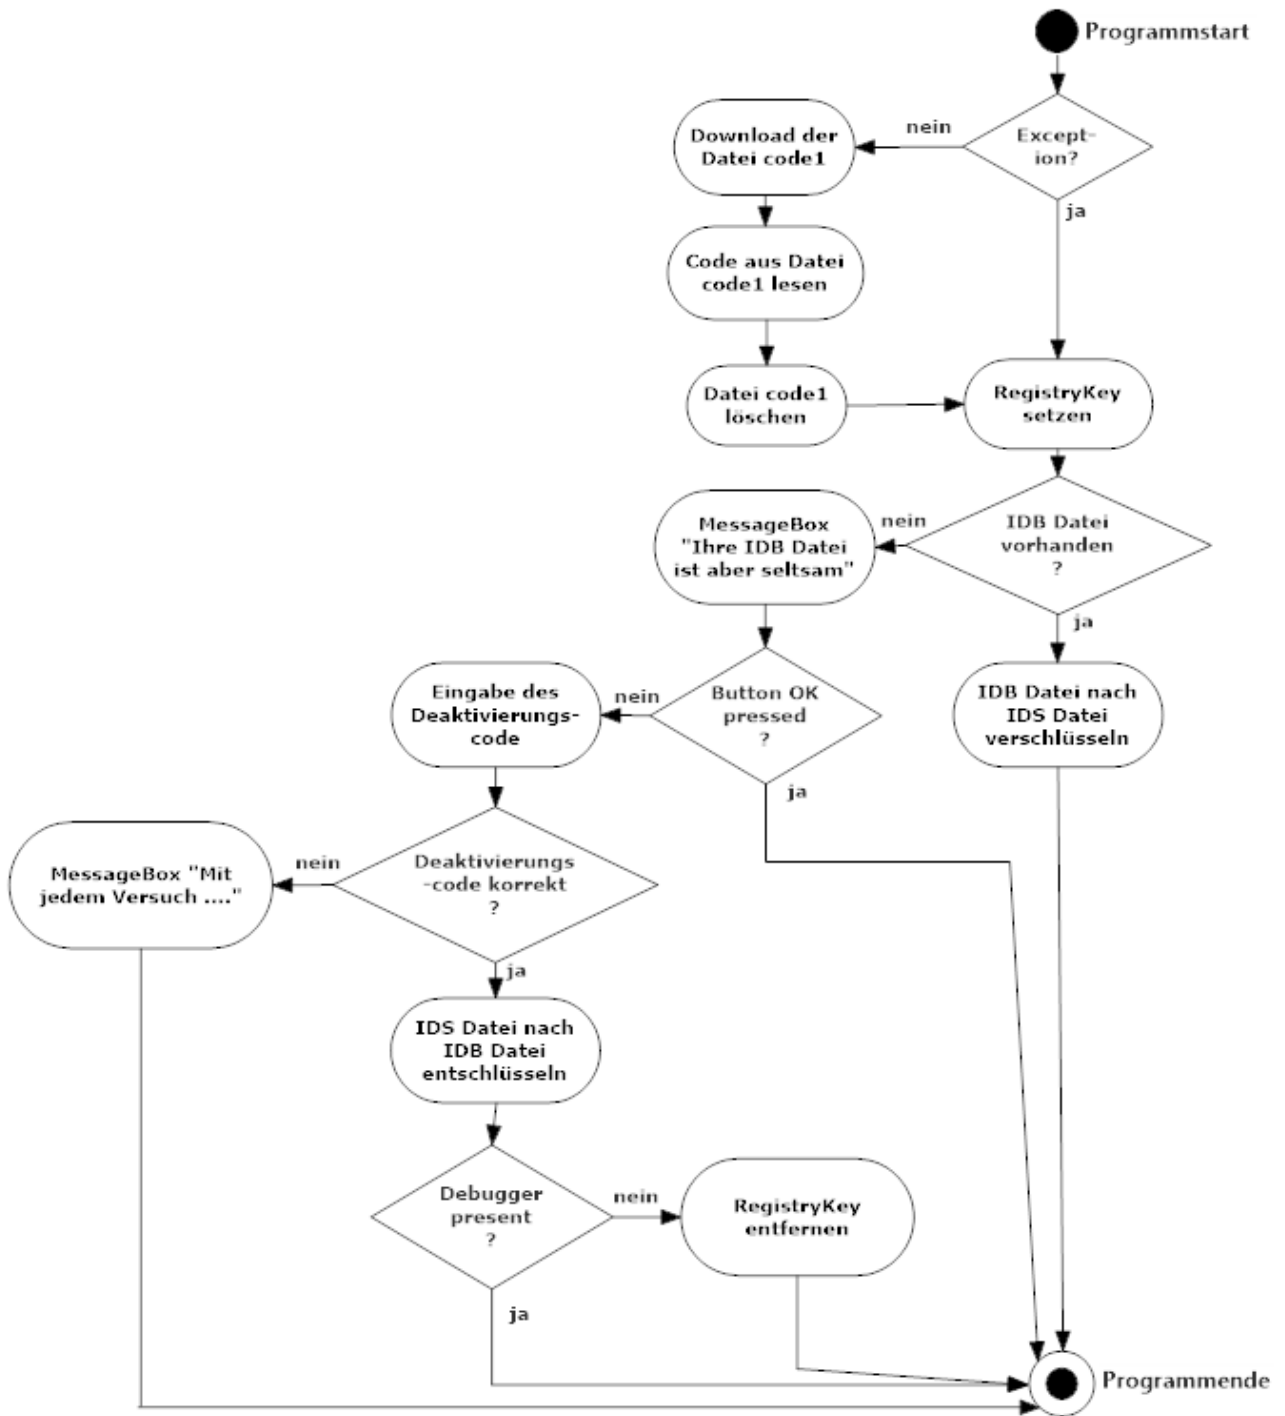 Programmstart
Except-
ion?
nein
ja
Download der
Datei code1
Code aus Datei
code1 lesen
Datei code1
löschen
RegistryKey
setzen
IDB Datei
vorhanden
?
nein
ja
MessageBox
"Ihre IDB Datei
ist aber seltsam"
IDB Datei nach
IDS Datei
verschlüsseln
Button OK
pressed
?
nein
ja
Eingabe des
Deaktivierungs-
code
Deaktivierungs
-code korrekt
?
nein
ja
MessageBox "Mit
jedem Versuch ...."
IDS Datei nach
IDB Datei
entschlüsseln
Debugger
present
?
nein
ja
RegistryKey
entfernen
Programmende